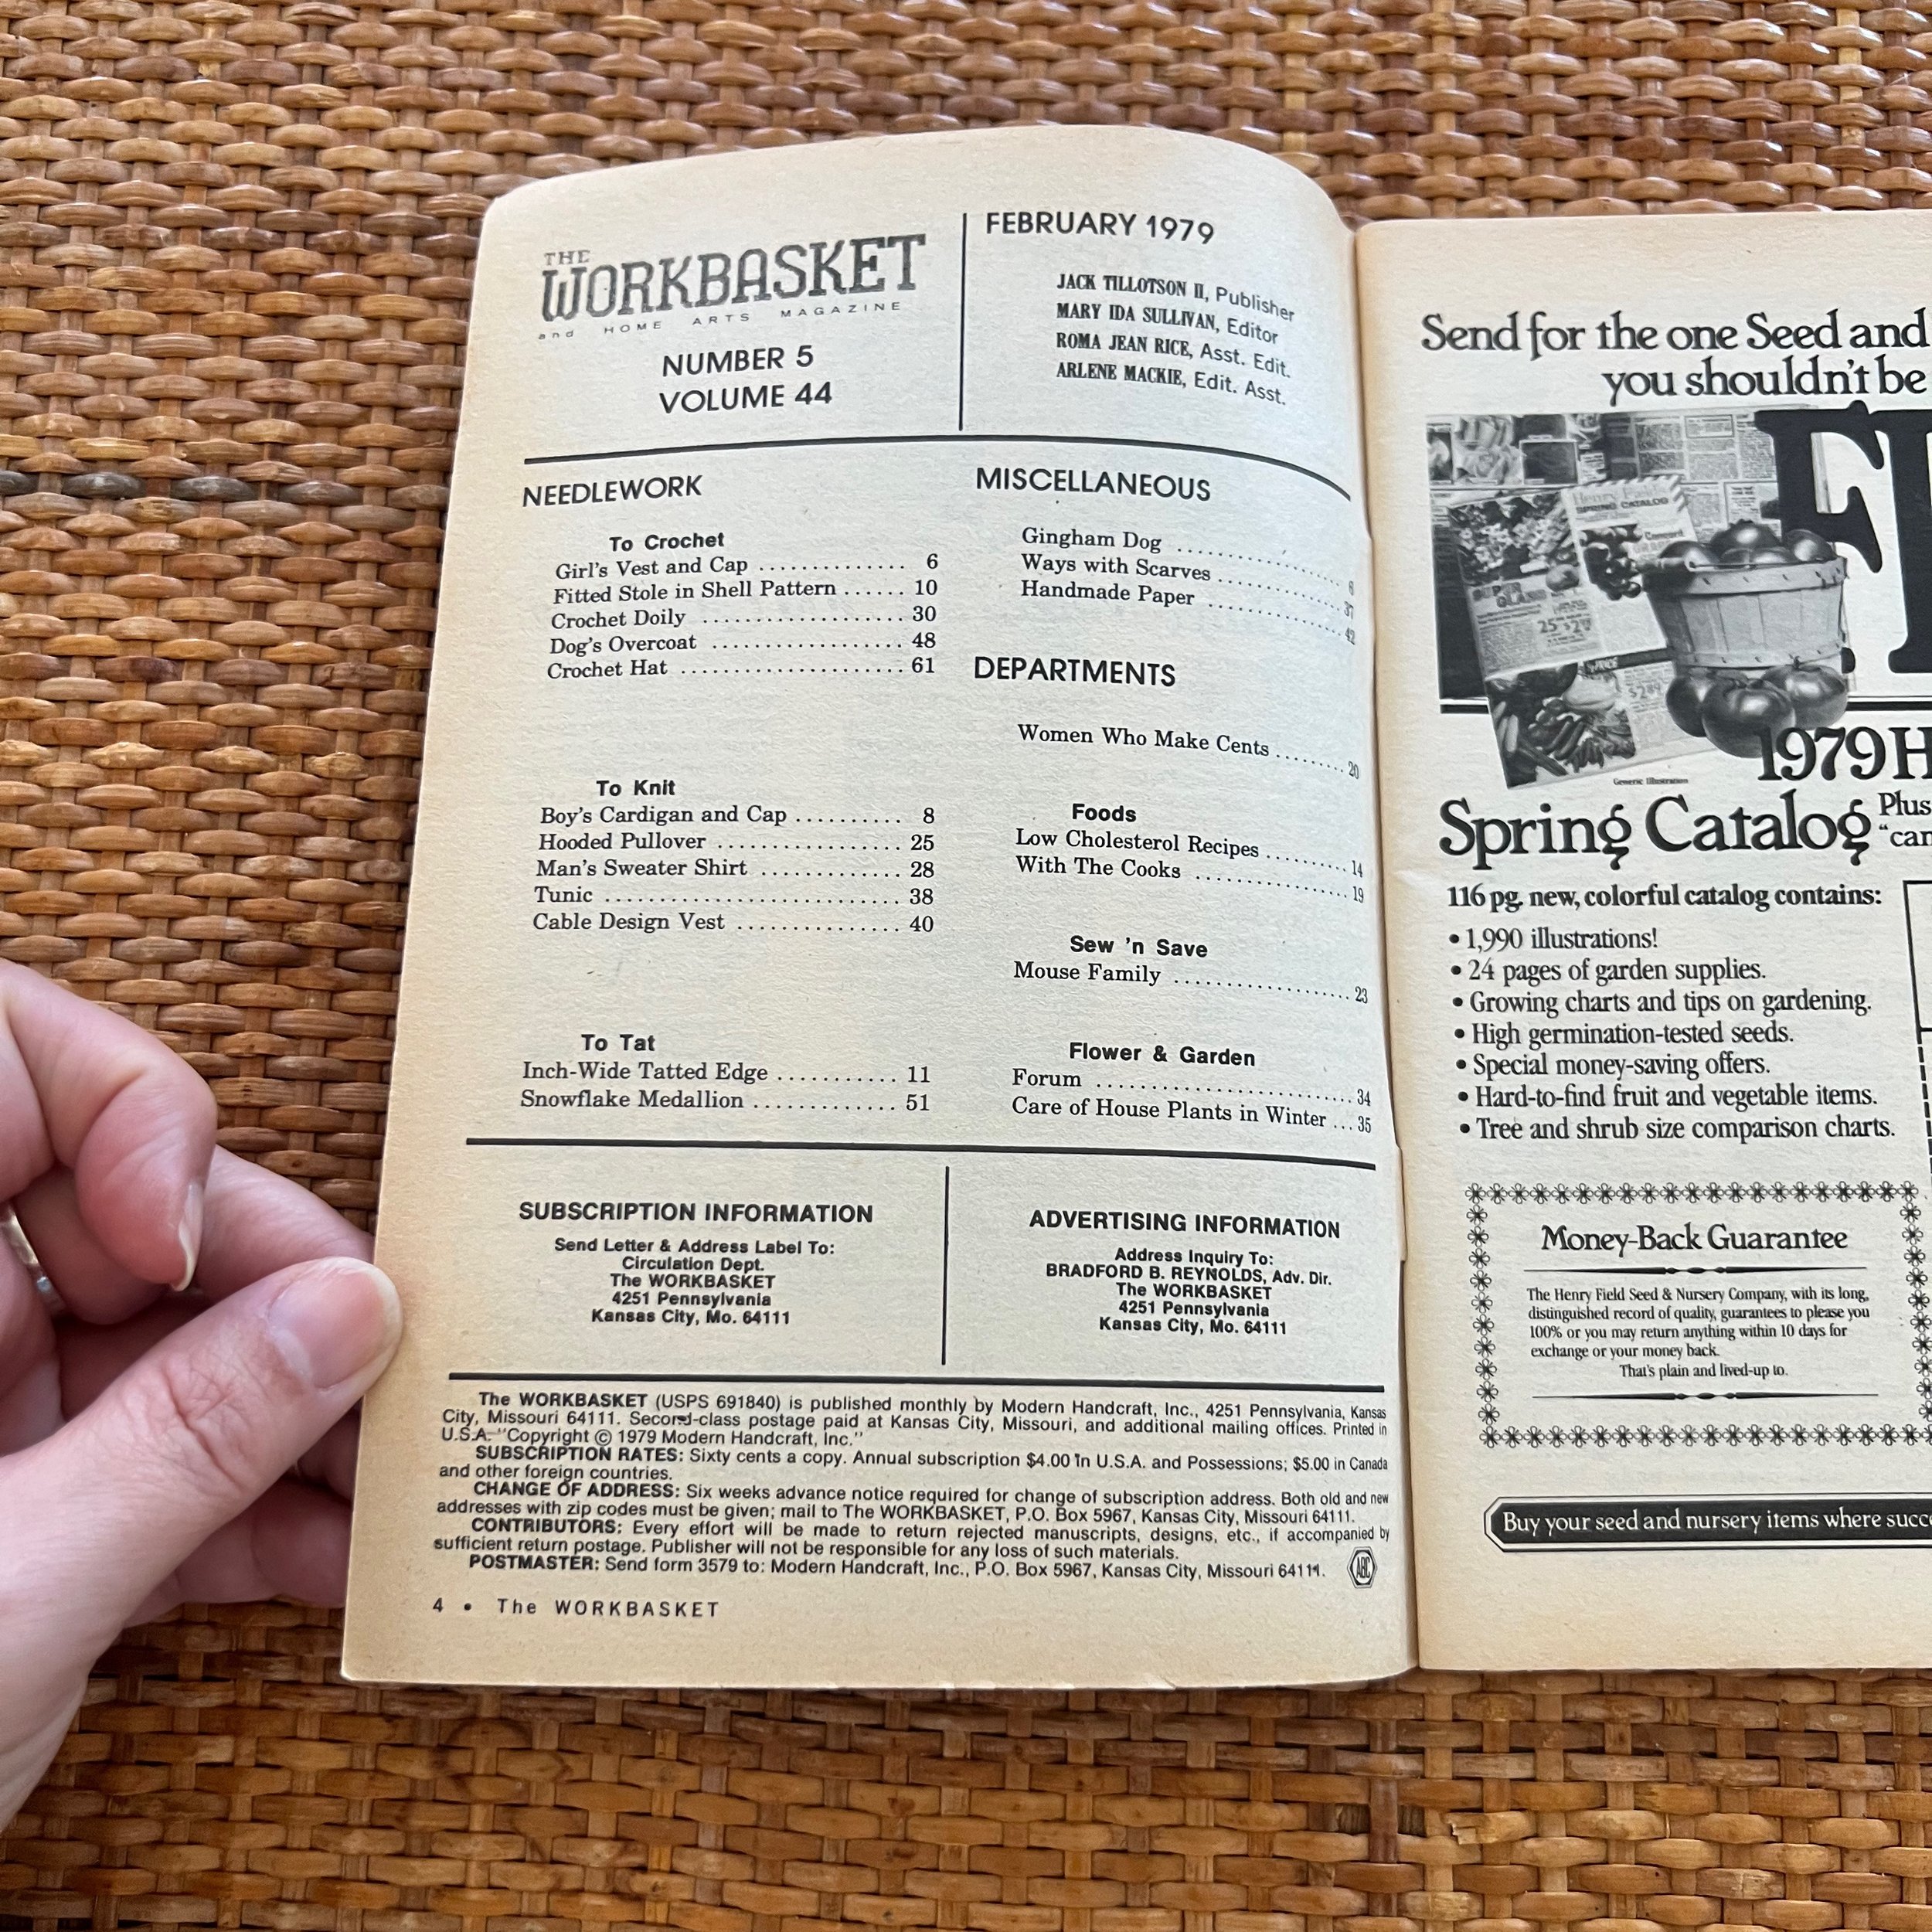 THE
WORKBASKET
and HOME ARTS MAGAZINE
NUMBER 5
VOLUME 44
FEBRUARY 1979
JACK TILLOTSON II, Publisher
MARY IDA SULLIVAN, Editor
ROMA JEAN RICE, Asst. Edit.
ARLENE MACKIE, Edit. Asst.
NEEDLEWORK
To Crochet
Girl's Vest and Cap .............. 6
Fitted Stole in Shell Pattern ...... 10
Crochet Doily ................... 30
Dog's Overcoat .................. 48
Crochet Hat ..................... 61
To Knit
Boy's Cardigan and Cap .......... 8
Hooded Pullover ................. 25
Man's Sweater Shirt ............. 28
Tunic ............................ 38
Cable Design Vest ............... 40
To Tat
Inch-Wide Tatted Edge ........... 11
Snowflake Medallion ............. 51
MISCELLANEOUS
Gingham Dog ....................
Ways with Scarves ............... 37
Handmade Paper ................. 42
DEPARTMENTS
Women Who Make Cents ......... 20
Foods
Low Cholesterol Recipes ......... 14
With The Cooks ................. 19
Sew 'n Save
Mouse Family ................... 23
Flower & Garden
Forum .......................... 34
Care of House Plants in Winter ... 35
SUBSCRIPTION INFORMATION
Send Letter & Address Label To:
Circulation Dept.
The WORKBASKET
4251 Pennsylvania
Kansas City, Mo. 64111
ADVERTISING INFORMATION
Address Inquiry To:
BRADFORD B. REYNOLDS, Adv. Dir.
The WORKBASKET
4251 Pennsylvania
Kansas City, Mo. 64111
The WORKBASKET (USPS 691840) is published monthly by Modern Handcraft, Inc., 4251 Pennsylvania, Kansas
City, Missouri 64111. Second-class postage paid at Kansas City, Missouri, and additional mailing offices. Printed in
U.S.A. "Copyright © 1979 Modern Handcraft, Inc."
SUBSCRIPTION RATES: Sixty cents a copy. Annual subscription $4.00 in U.S.A. and Possessions; $5.00 in Canada
and other foreign countries.
CHANGE OF ADDRESS: Six weeks advance notice required for change of subscription address. Both old and new
addresses with zip codes must be given; mail to The WORKBASKET, P.O. Box 5967, Kansas City, Missouri 64111.
CONTRIBUTORS: Every effort will be made to return rejected manuscripts, designs, etc., if accompanied by
sufficient return postage. Publisher will not be responsible for any loss of such materials.
POSTMASTER: Send form 3579 to: Modern Handcraft, Inc., P.O. Box 5967, Kansas City, Missouri 64111.
ABC
4 • The WORKBASKET
Send for the one Seed and
you shouldn't be
F
SPRING CATALOG
Generic Illustration
1979 H
Spring Catalog Plus
"can
116 pg. new, colorful catalog contains:
• 1,990 illustrations!
• 24 pages of garden supplies.
• Growing charts and tips on gardening.
• High germination-tested seeds.
• Special money-saving offers.
• Hard-to-find fruit and vegetable items.
• Tree and shrub size comparison charts.
Money-Back Guarantee
The Henry Field Seed & Nursery Company, with its long,
distinguished record of quality, guarantees to please you
100% or you may return anything within 10 days for
exchange or your money back.
That's plain and lived-up to.
Buy your seed and nursery items where succ